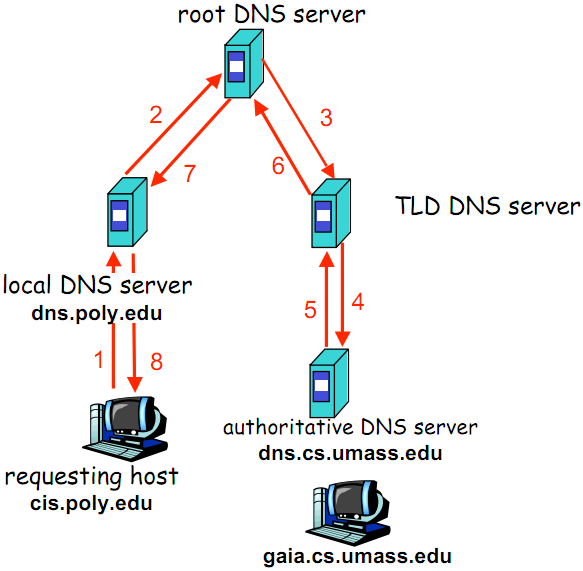 root DNS server
2
3
7
6
TLD DNS server
local DNS server
dns.poly.edu
5
4
1
8
authoritative DNS server
dns.cs.umass.edu
requesting host
cis.poly.edu
gaia.cs.umass.edu